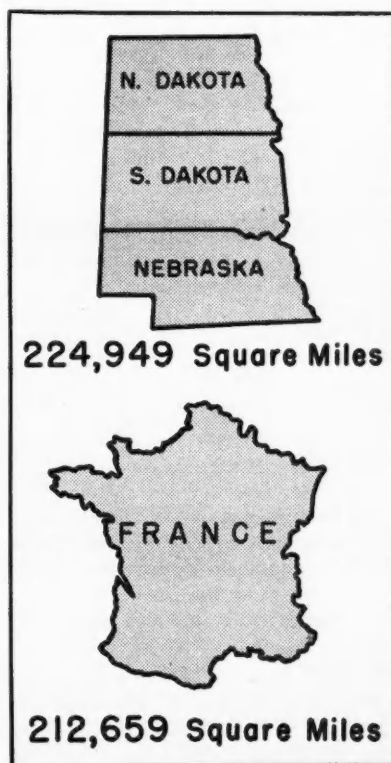 N. DAKOTA
S. DAKOTA
NEBRASKA
224,949 Square Miles
FRANCE
212,659 Square Miles